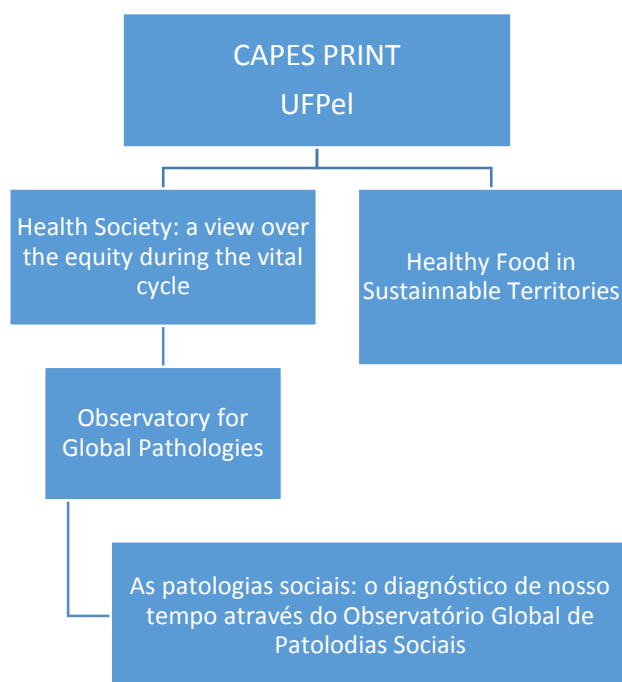 CAPES PRINT
UFPel
Health Society: a view over
the equity during the vital
cycle
Healthy Food in
Sustainnable Territories
Observatory for
Global Pathologies
As patologias sociais: o diagnóstico de nosso
tempo através do Observatório Global de
Patolodias Sociais